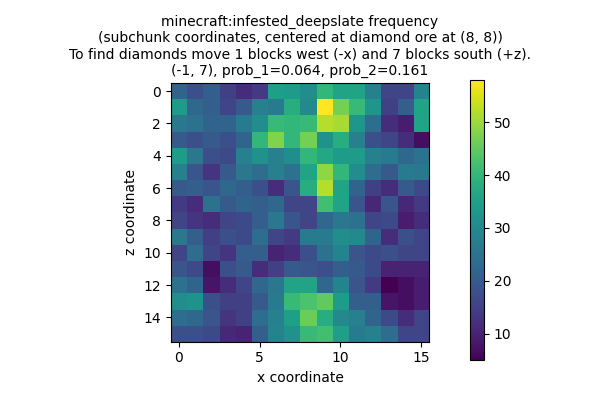 minecraft:infested_deepslate frequency
(subchunk coordinates, centered at diamond ore at (8, 8))
To find diamonds move 1 blocks west (-x) and 7 blocks south (+z).
(-1, 7), prob_1=0.064, prob_2=0.161
0
2
4
6
8
10
12
14
z coordinate
0
5
10
15
x coordinate
50
40
30
20
10